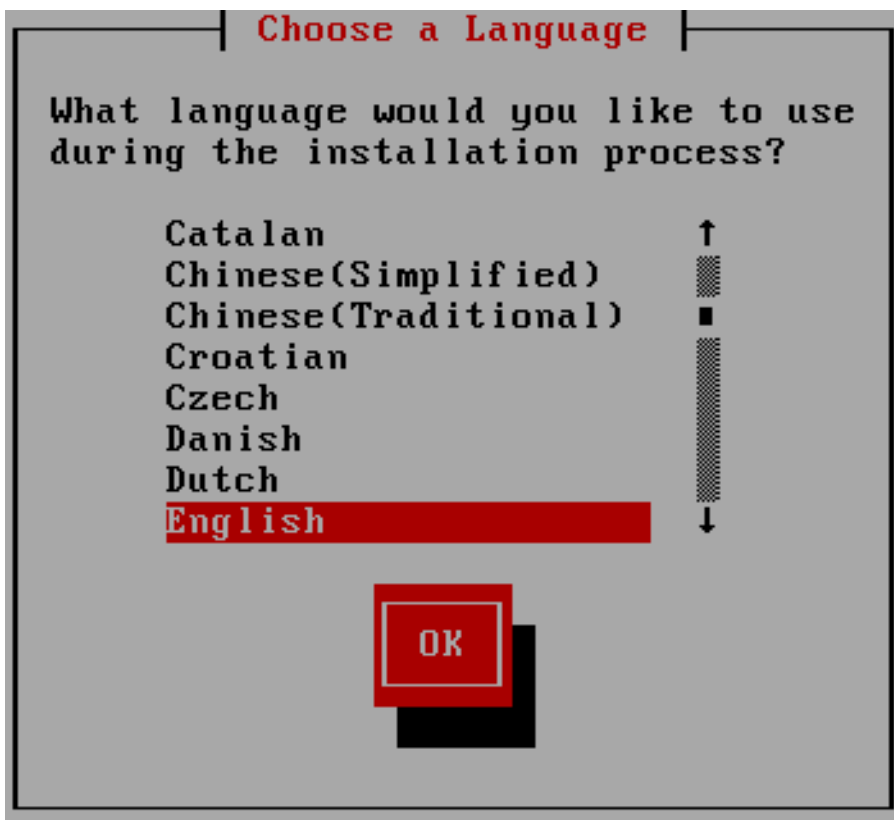 Choose a Language
What language would you like to use
during the installation process?
Catalan
Chinese(Simplified)
Chinese(Traditional)
Croatian
Czech
Danish
Dutch
English
OK